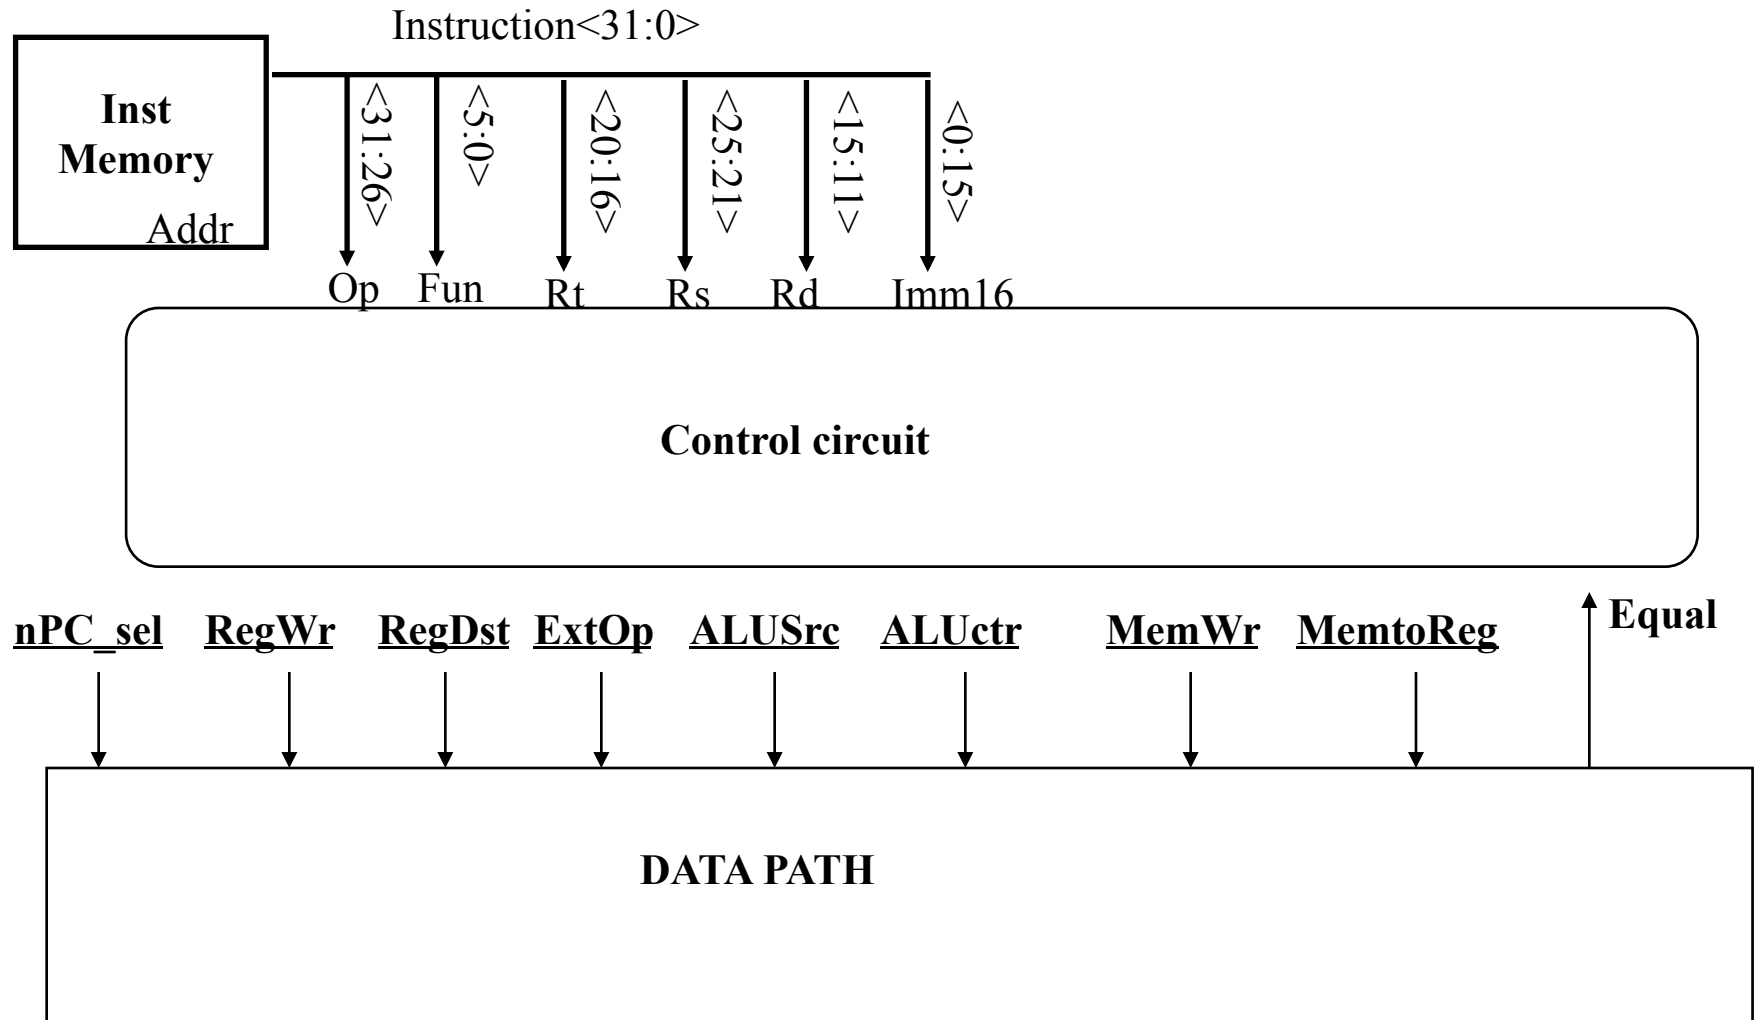 Instruction<31:0>
Inst
Memory
Addr
<31:26>
<5:0>
<20:16>
<25:21>
<15:11>
<0:15>
Op Fun Rt Rs Rd Imm16
Control circuit
nPC_sel RegWr RegDst ExtOp ALUSrc ALUctr MemWr MemtoReg Equal
DATA PATH